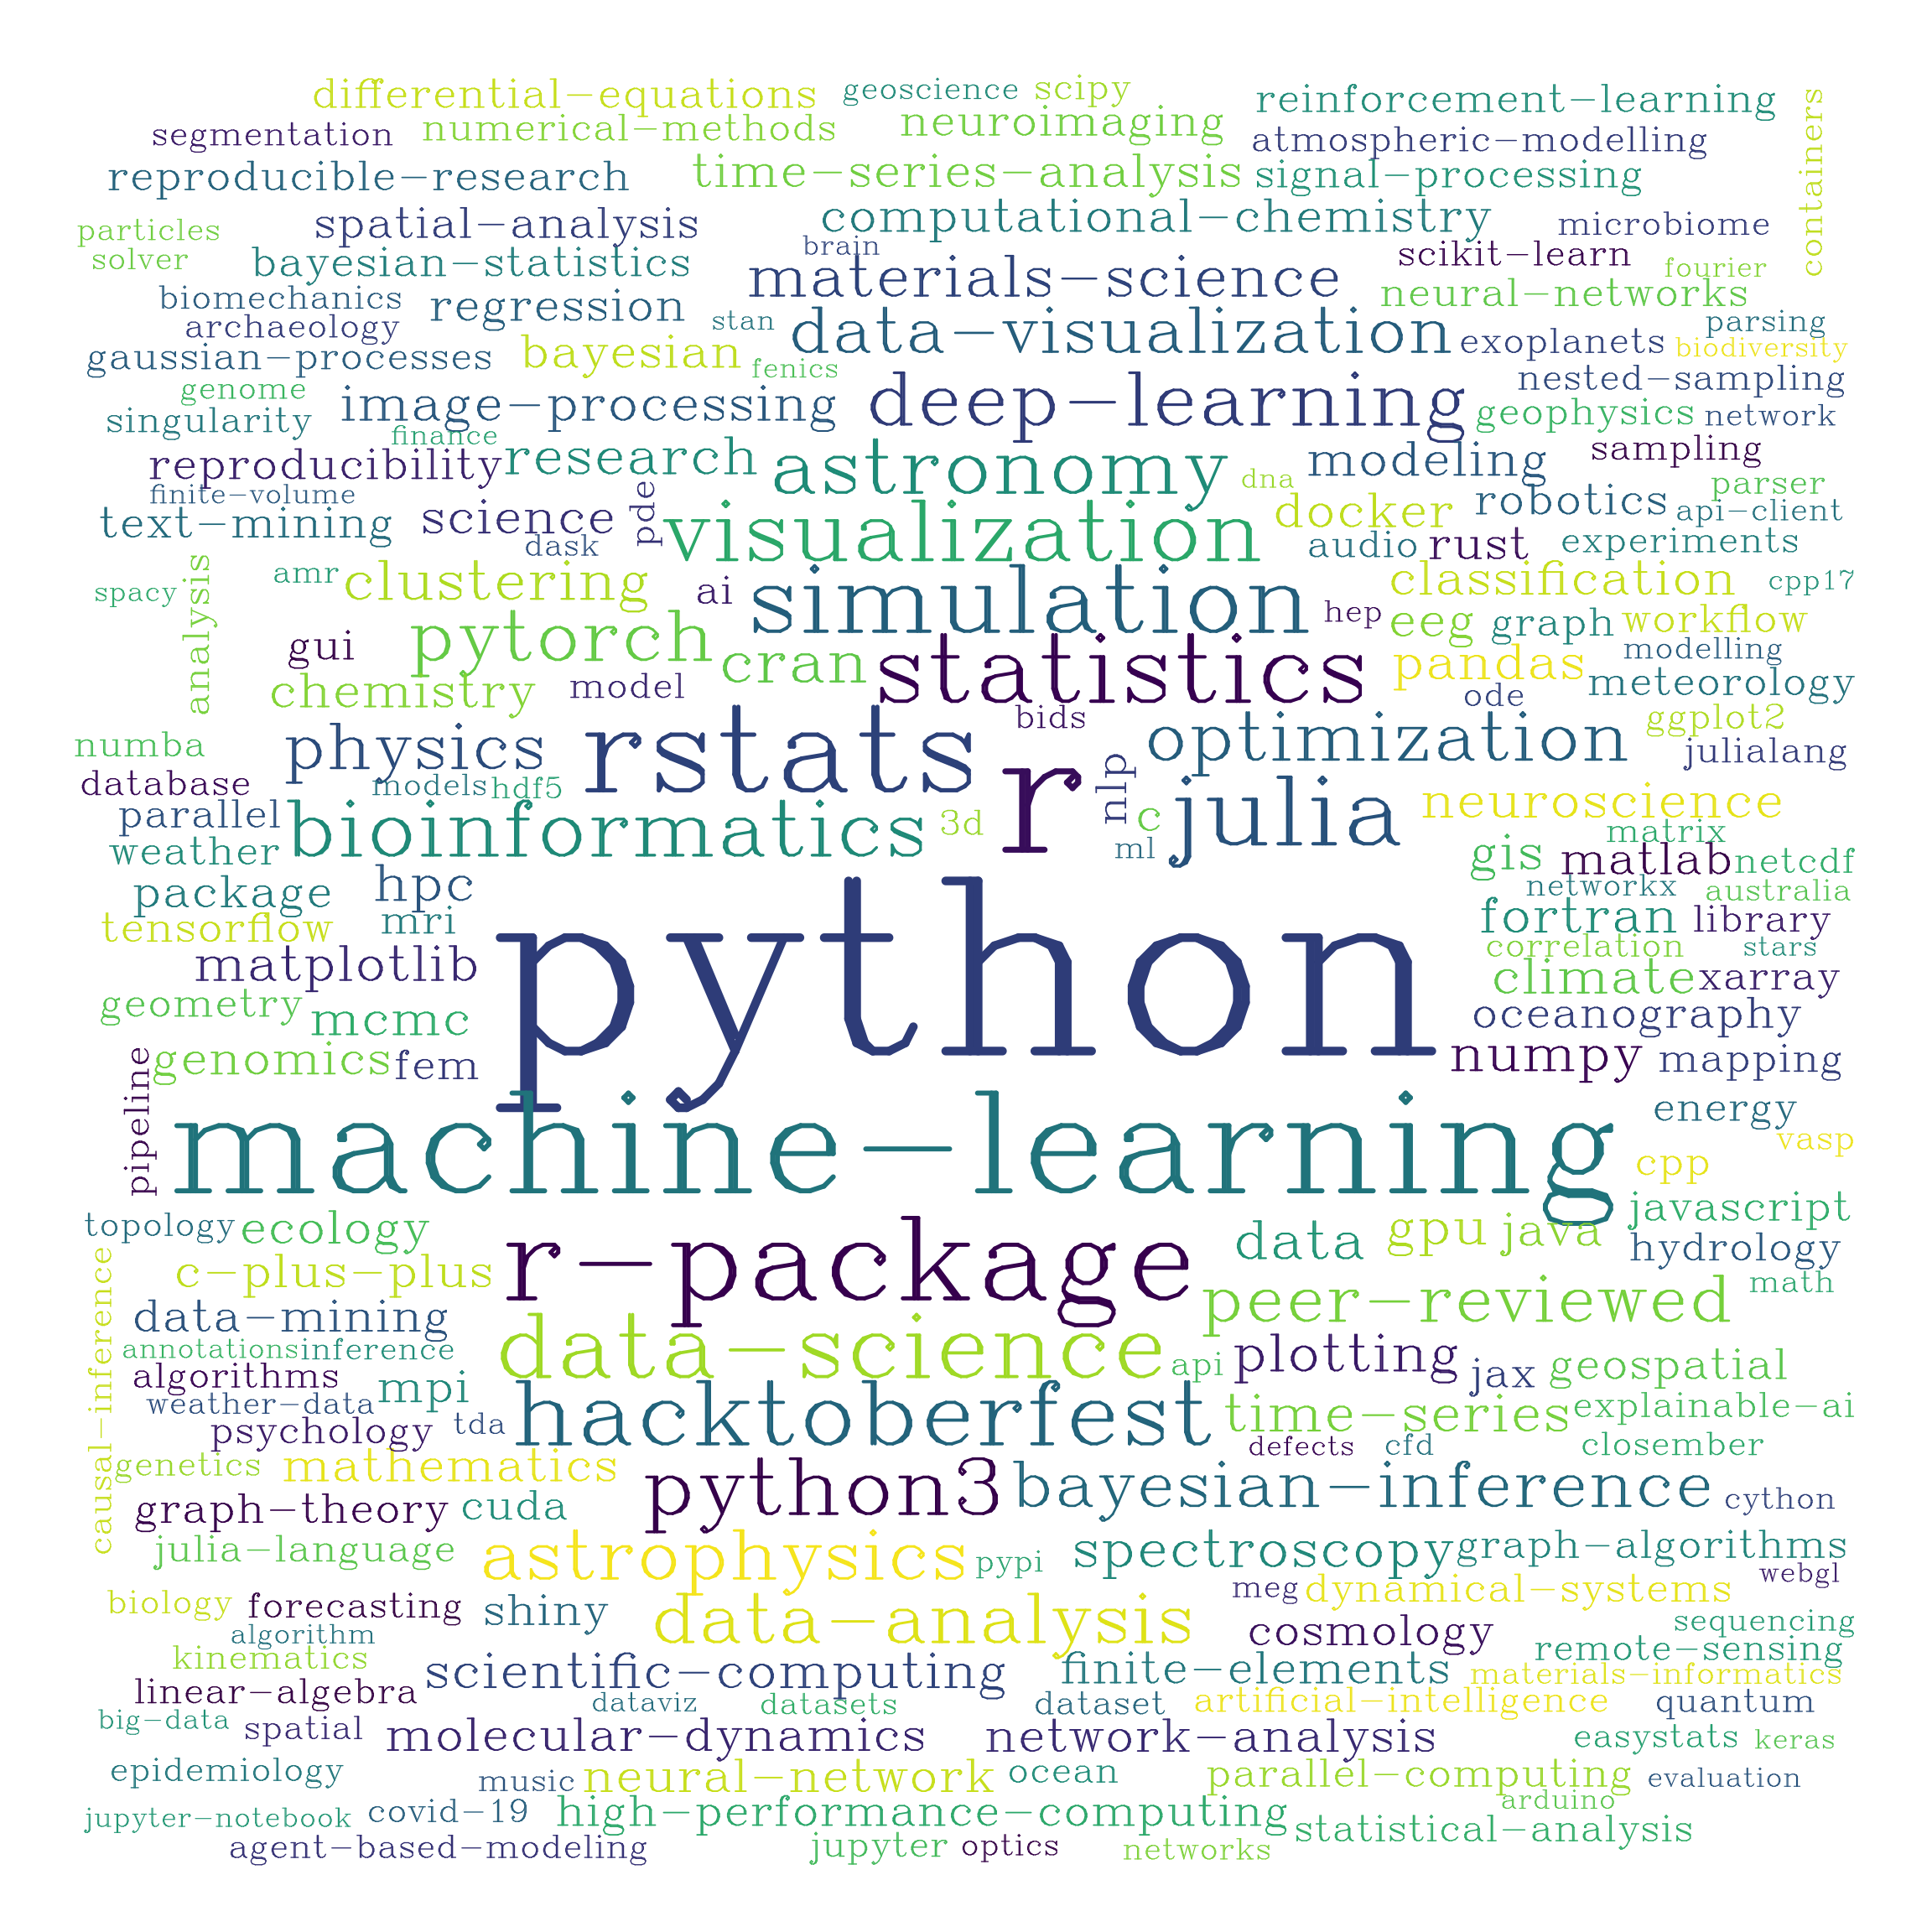 differential-equations
geoscience
scipy
reinforcement-learning
containers
segmentation
numerical-methods
neuroimaging
atmospheric-modelling
reproducible-research
time-series-analysis
signal-processing
particles
spatial-analysis
computational-chemistry
microbiome
solver
bayesian-statistics
brain
scikit-learn
fourier
biomechanics
regression
materials-science
neural-networks
archaeology
stan
data-visualization
exoplanets
parsing
gaussian-processes
bayesian
fenics
biodiversity
genome
image-processing
deep-learning
nested-sampling
singularity
finance
geophysics
network
reproducibility
research
astronomy
modeling
sampling
finite-volume
dna
parser
text-mining
science
pde
visualization
docker
robotics
api-client
dask
audio
rust
experiments
spacy
analysis
amr
clustering
ai
simulation
classification
cpp17
hep
eeg
graph
workflow
gui
pytorch
cran
statistics
pandas
modelling
chemistry
model
ode
meteorology
numba
physics
rstats
bids
optimization
ggplot2
julialang
database
models
hdf5
r
nlp
julia
neuroscience
parallel
bioinformatics
3d
c
matrix
weather
ml
gis
matlab
netcdf
package
hpc
networkx
australia
tensorflow
mri
python
fortran
library
matplotlib
correlation
stars
geometry
mcmc
climate
xarray
oceanography
pipeline
genomics
fem
numpy
mapping
machine-learning
energy
vasp
cpp
topology
ecology
r-package
data
gpu
java
javascript
hydrology
causal-inference
c-plus-plus
peer-reviewed
math
data-mining
data-science
annotations
inference
api
plotting
jax
geospatial
algorithms
mpi
weather-data
hacktoberfest
time-series
explainable-ai
psychology
tda
defects
cfd
closember
genetics
mathematics
python3
bayesian-inference
graph-theory
cuda
cython
julia-language
astrophysics
pypi
spectroscopy
graph-algorithms
webgl
biology
forecasting
shiny
data-analysis
meg
dynamical-systems
algorithm
cosmology
sequencing
kinematics
scientific-computing
finite-elements
remote-sensing
materials-informatics
linear-algebra
dataviz
datasets
dataset
artificial-intelligence
quantum
big-data
spatial
molecular-dynamics
network-analysis
easystats
keras
epidemiology
music
neural-network
ocean
parallel-computing
evaluation
jupyter-notebook
covid-19
high-performance-computing
arduino
statistical-analysis
agent-based-modeling
jupyter
optics
networks